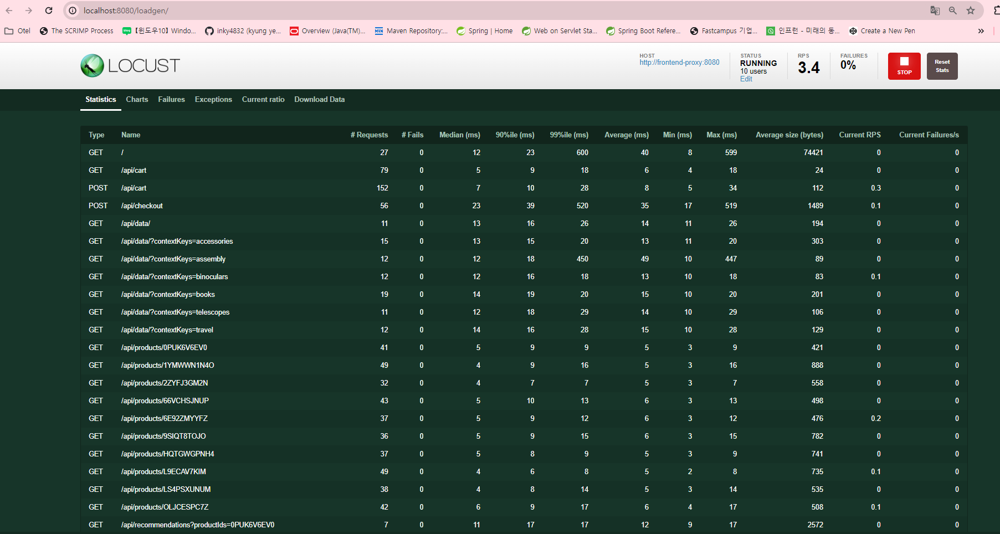 localhost:8080/loadgen/
Otel The SCRIMP Process 【윈도우10】 Windo... inky4832 (kyung ye... Overview (Java(TM)... Maven Repository:... Spring | Home Web on Servlet Sta... Spring Boot Refere... Fastcampus 기업... 인프런 - 미래의 동... Create a New Pen »
LOCUST
HOST
http://frontend-proxy:8080
STATUS
RUNNING
10 users
Edit
RPS
3.4
FAILURES
0%
STOP
Reset
Stats
Statistics Charts Failures Exceptions Current ratio Download Data
Type Name # Requests # Fails Median (ms) 90%ile (ms) 99%ile (ms) Average (ms) Min (ms) Max (ms) Average size (bytes) Current RPS Current Failures/s
GET / 27 0 12 23 600 40 8 599 74421 0 0
GET /api/cart 79 0 5 9 18 6 4 18 24 0 0
POST /api/cart 152 0 7 10 28 8 5 34 112 0.3 0
POST /api/checkout 56 0 23 39 520 35 17 519 1489 0.1 0
GET /api/data/ 11 0 13 16 26 14 11 26 194 0 0
GET /api/data/?contextKeys=accessories 15 0 13 15 20 13 11 20 303 0 0
GET /api/data/?contextKeys=assembly 12 0 12 18 450 49 10 447 89 0 0
GET /api/data/?contextKeys=binoculars 12 0 12 16 18 13 10 18 83 0.1 0
GET /api/data/?contextKeys=books 19 0 14 19 20 15 10 20 201 0 0
GET /api/data/?contextKeys=telescopes 11 0 12 18 29 14 10 29 106 0 0
GET /api/data/?contextKeys=travel 12 0 14 16 28 15 10 28 129 0 0
GET /api/products/0PUK6V6EV0 41 0 5 9 9 5 3 9 421 0 0
GET /api/products/1YMWWN1N4O 49 0 4 9 16 5 3 16 888 0 0
GET /api/products/2ZYFJ3GM2N 32 0 4 7 7 5 3 7 558 0 0
GET /api/products/66VCHSJNUP 43 0 5 10 13 6 3 13 498 0 0
GET /api/products/6E92ZMYYFZ 37 0 5 9 12 6 3 12 476 0.2 0
GET /api/products/9SIQT8TOJO 36 0 5 9 15 6 3 15 782 0 0
GET /api/products/HQTGWGPNH4 37 0 5 8 9 5 3 9 741 0 0
GET /api/products/L9ECAV7KIM 49 0 4 6 8 5 2 8 735 0.1 0
GET /api/products/LS4PSXUNUM 38 0 4 8 14 5 3 14 535 0 0
GET /api/products/OLJCESPC7Z 42 0 6 9 17 6 4 17 508 0.1 0
GET /api/recommendations?productIds=0PUK6V6EV0 7 0 11 17 17 12 9 17 2572 0 0